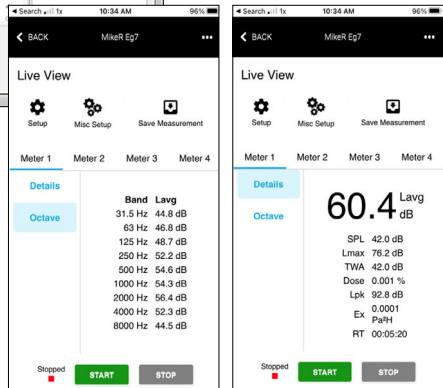 Search 1x 10:34 AM 96%
BACK MikeR Eg7
Live View
Setup Misc Setup Save Measurement
Meter 1 Meter 2 Meter 3 Meter 4
Details
Octave
Band Lavg
31.5 Hz 44.8 dB
63 Hz 46.8 dB
125 Hz 48.7 dB
250 Hz 52.2 dB
500 Hz 54.6 dB
1000 Hz 54.3 dB
2000 Hz 56.4 dB
4000 Hz 52.3 dB
8000 Hz 44.5 dB
Stopped START STOP
Search 1x 10:34 AM 96%
BACK MikeR Eg7
Live View
Setup Misc Setup Save Measurement
Meter 1 Meter 2 Meter 3 Meter 4
Details
Octave
60.4 Lavg dB
SPL 42.0 dB
Lmax 76.2 dB
TWA 42.0 dB
Dose 0.001 %
Lpk 92.8 dB
Ex 0.0001 Pa²H
RT 00:05:20
Stopped START STOP